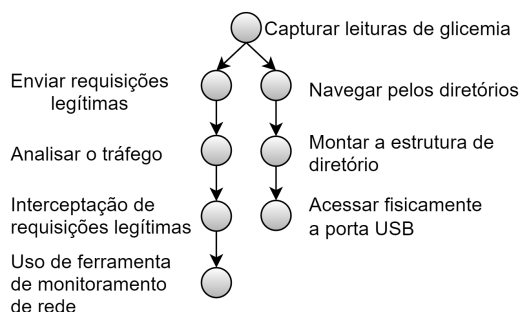 Capturar leituras de glicemia
Enviar requisições
legítimas
Navegar pelos diretórios
Analisar o tráfego
Montar a estrutura de
diretório
Interceptação de
requisições legítimas
Acessar fisicamente
a porta USB
Uso de ferramenta
de monitoramento
de rede